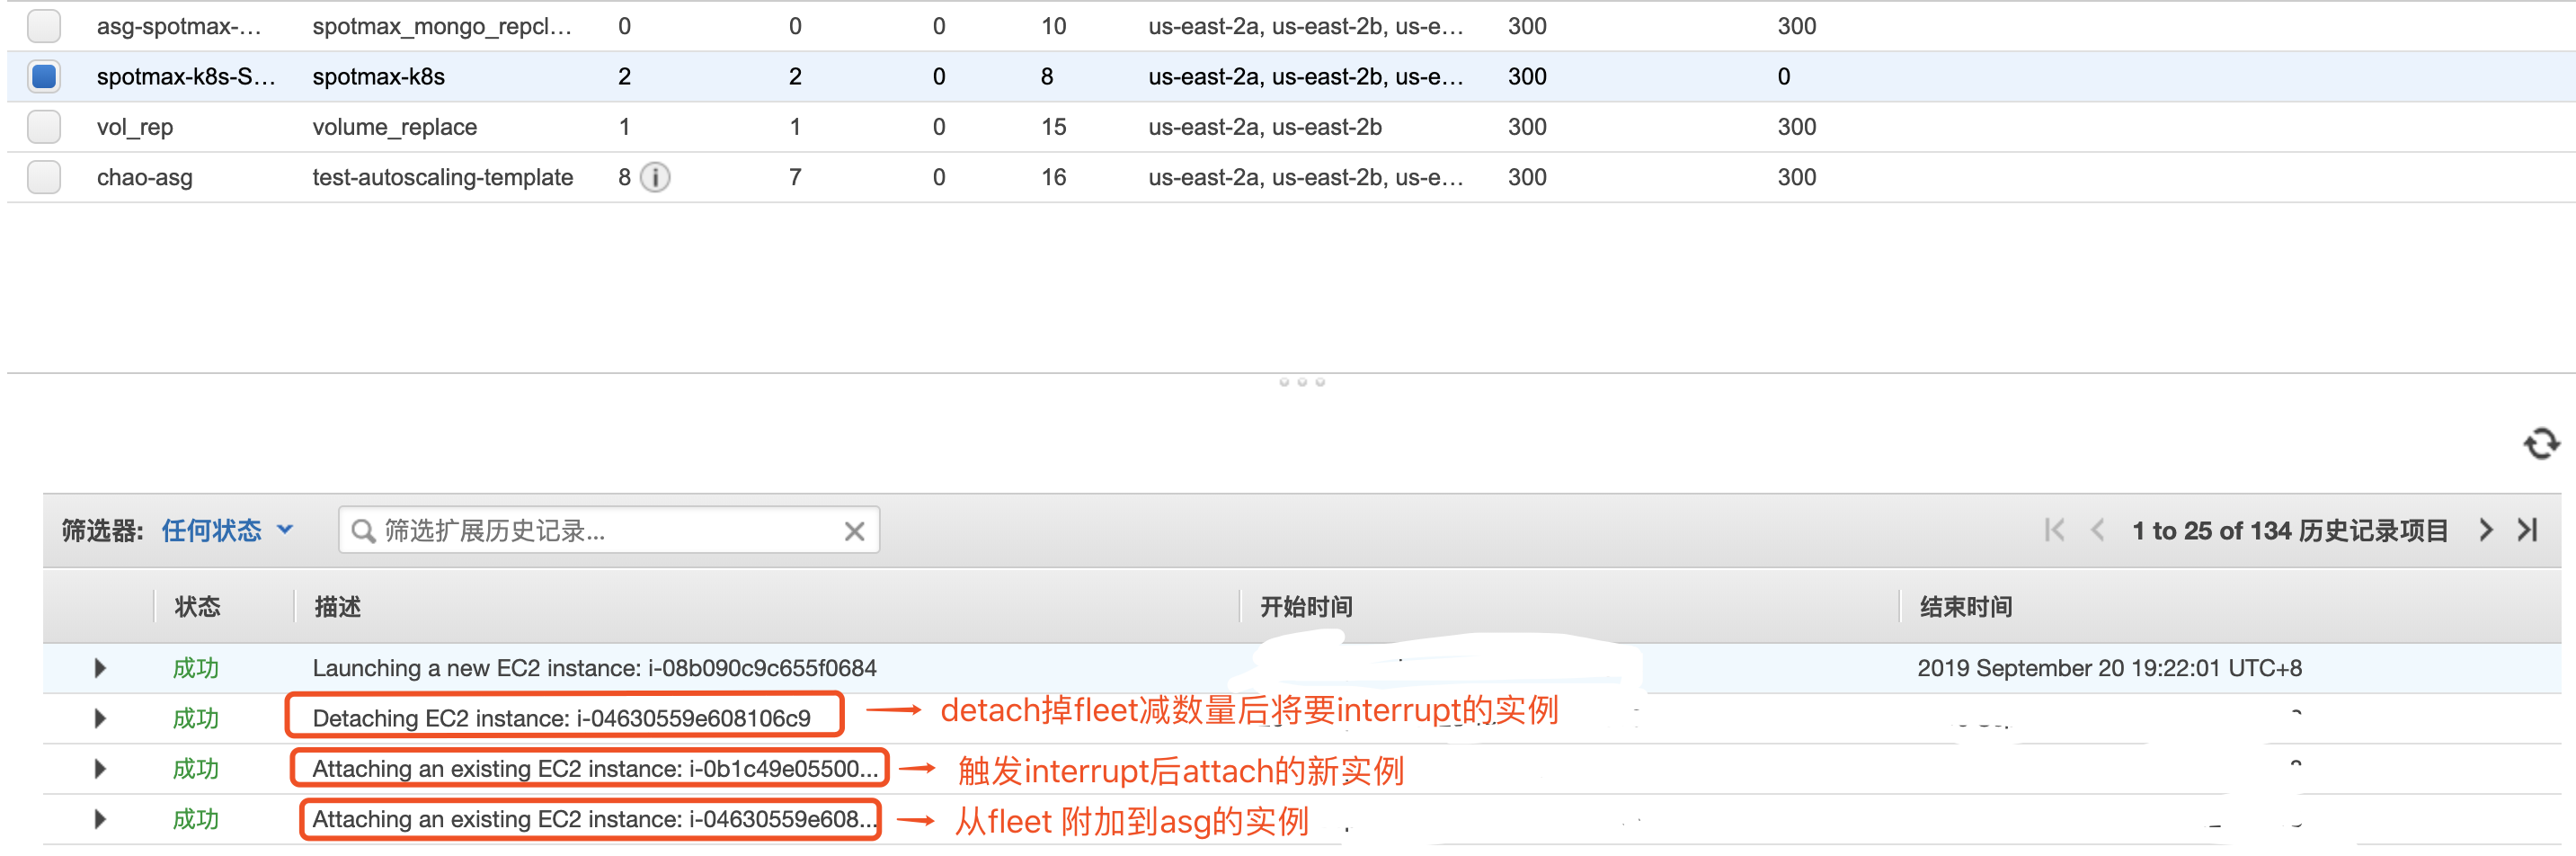 asg-spotmax-... spotmax_mongo_repcl... 0 0 0 10 us-east-2a, us-east-2b, us-e... 300 300
spotmax-k8s-S... spotmax-k8s 2 2 0 8 us-east-2a, us-east-2b, us-e... 300 0
vol_rep volume_replace 1 1 0 15 us-east-2a, us-east-2b 300 300
chao-asg test-autoscaling-template 8 7 0 16 us-east-2a, us-east-2b, us-e... 300 300
筛选器: 任何状态 筛选扩展历史记录... 1 to 25 of 134 历史记录项目
状态 描述 开始时间 结束时间
成功 Launching a new EC2 instance: i-08b090c9c655f0684 2019 September 20 19:22:01 UTC+8
成功 Detaching EC2 instance: i-04630559e608106c9 detach掉fleet减数量后将要interrupt的实例
成功 Attaching an existing EC2 instance: i-0b1c49e05500... 触发interrupt后attach的新实例
成功 Attaching an existing EC2 instance: i-04630559e608... 从fleet 附加到asg的实例